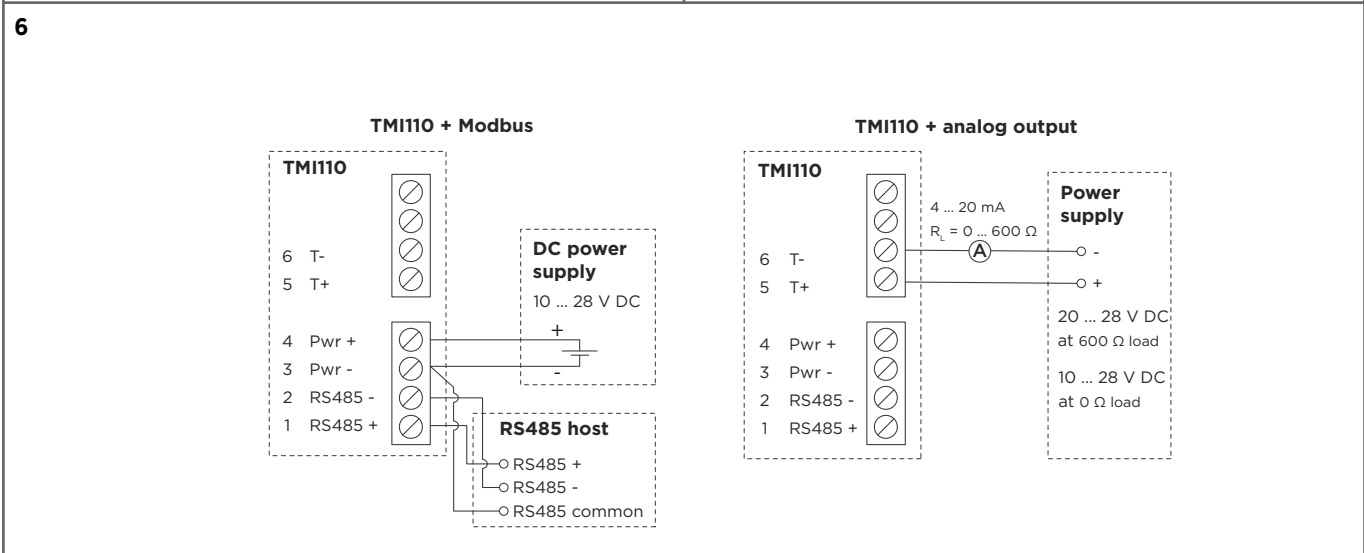 6
TMI110 + Modbus
TMI110
6 T-
5 T+
4 Pwr +
3 Pwr -
2 RS485 -
1 RS485 +
DC power
supply
10 ... 28 V DC
+
-
RS485 host
RS485 +
RS485 -
RS485 common
TMI110 + analog output
TMI110
6 T-
5 T+
4 Pwr +
3 Pwr -
2 RS485 -
1 RS485 +
4 ... 20 mA
RL = 0 ... 600 Ω
A
Power
supply
-
+
20 ... 28 V DC
at 600 Ω load
10 ... 28 V DC
at 0 Ω load